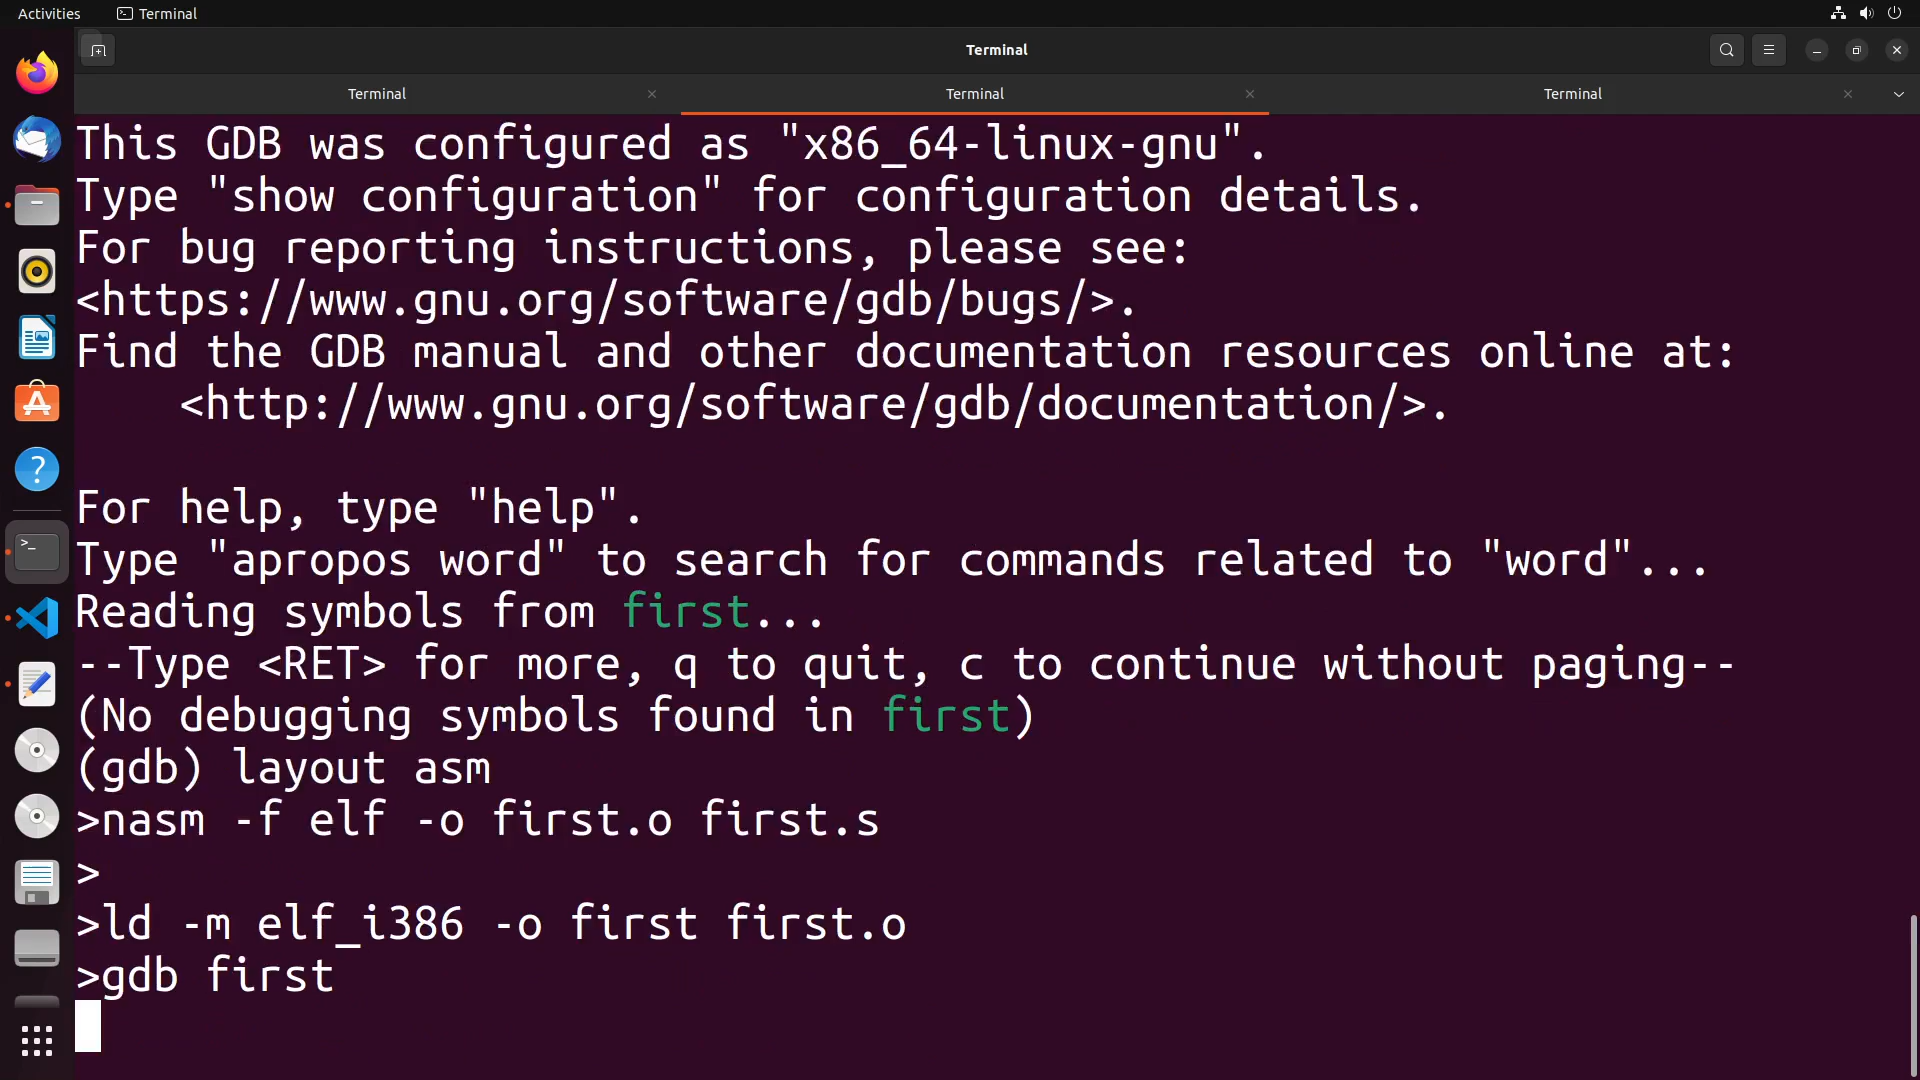 Activities
Terminal
Terminal
Terminal
Terminal
Terminal
This GDB was configured as "x86_64-linux-gnu".
Type "show configuration" for configuration details.
For bug reporting instructions, please see:
<https://www.gnu.org/software/gdb/bugs/>.
Find the GDB manual and other documentation resources online at:
    <http://www.gnu.org/software/gdb/documentation/>.
For help, type "help".
Type "apropos word" to search for commands related to "word"...
Reading symbols from first...
--Type <RET> for more, q to quit, c to continue without paging--
(No debugging symbols found in first)
(gdb) layout asm
>nasm -f elf -o first.o first.s
>
>ld -m elf_i386 -o first first.o
>gdb first